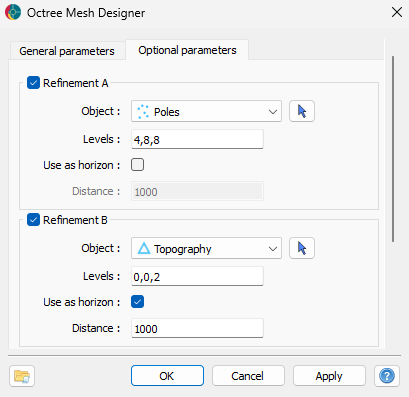 Octree Mesh Designer
General parameters
Optional parameters
Refinement A
Object :
Poles
Levels :
4,8,8
Use as horizon :
Distance :
1000
Refinement B
Object :
Topography
Levels :
0,0,2
Use as horizon :
Distance :
1000
OK
Cancel
Apply
?